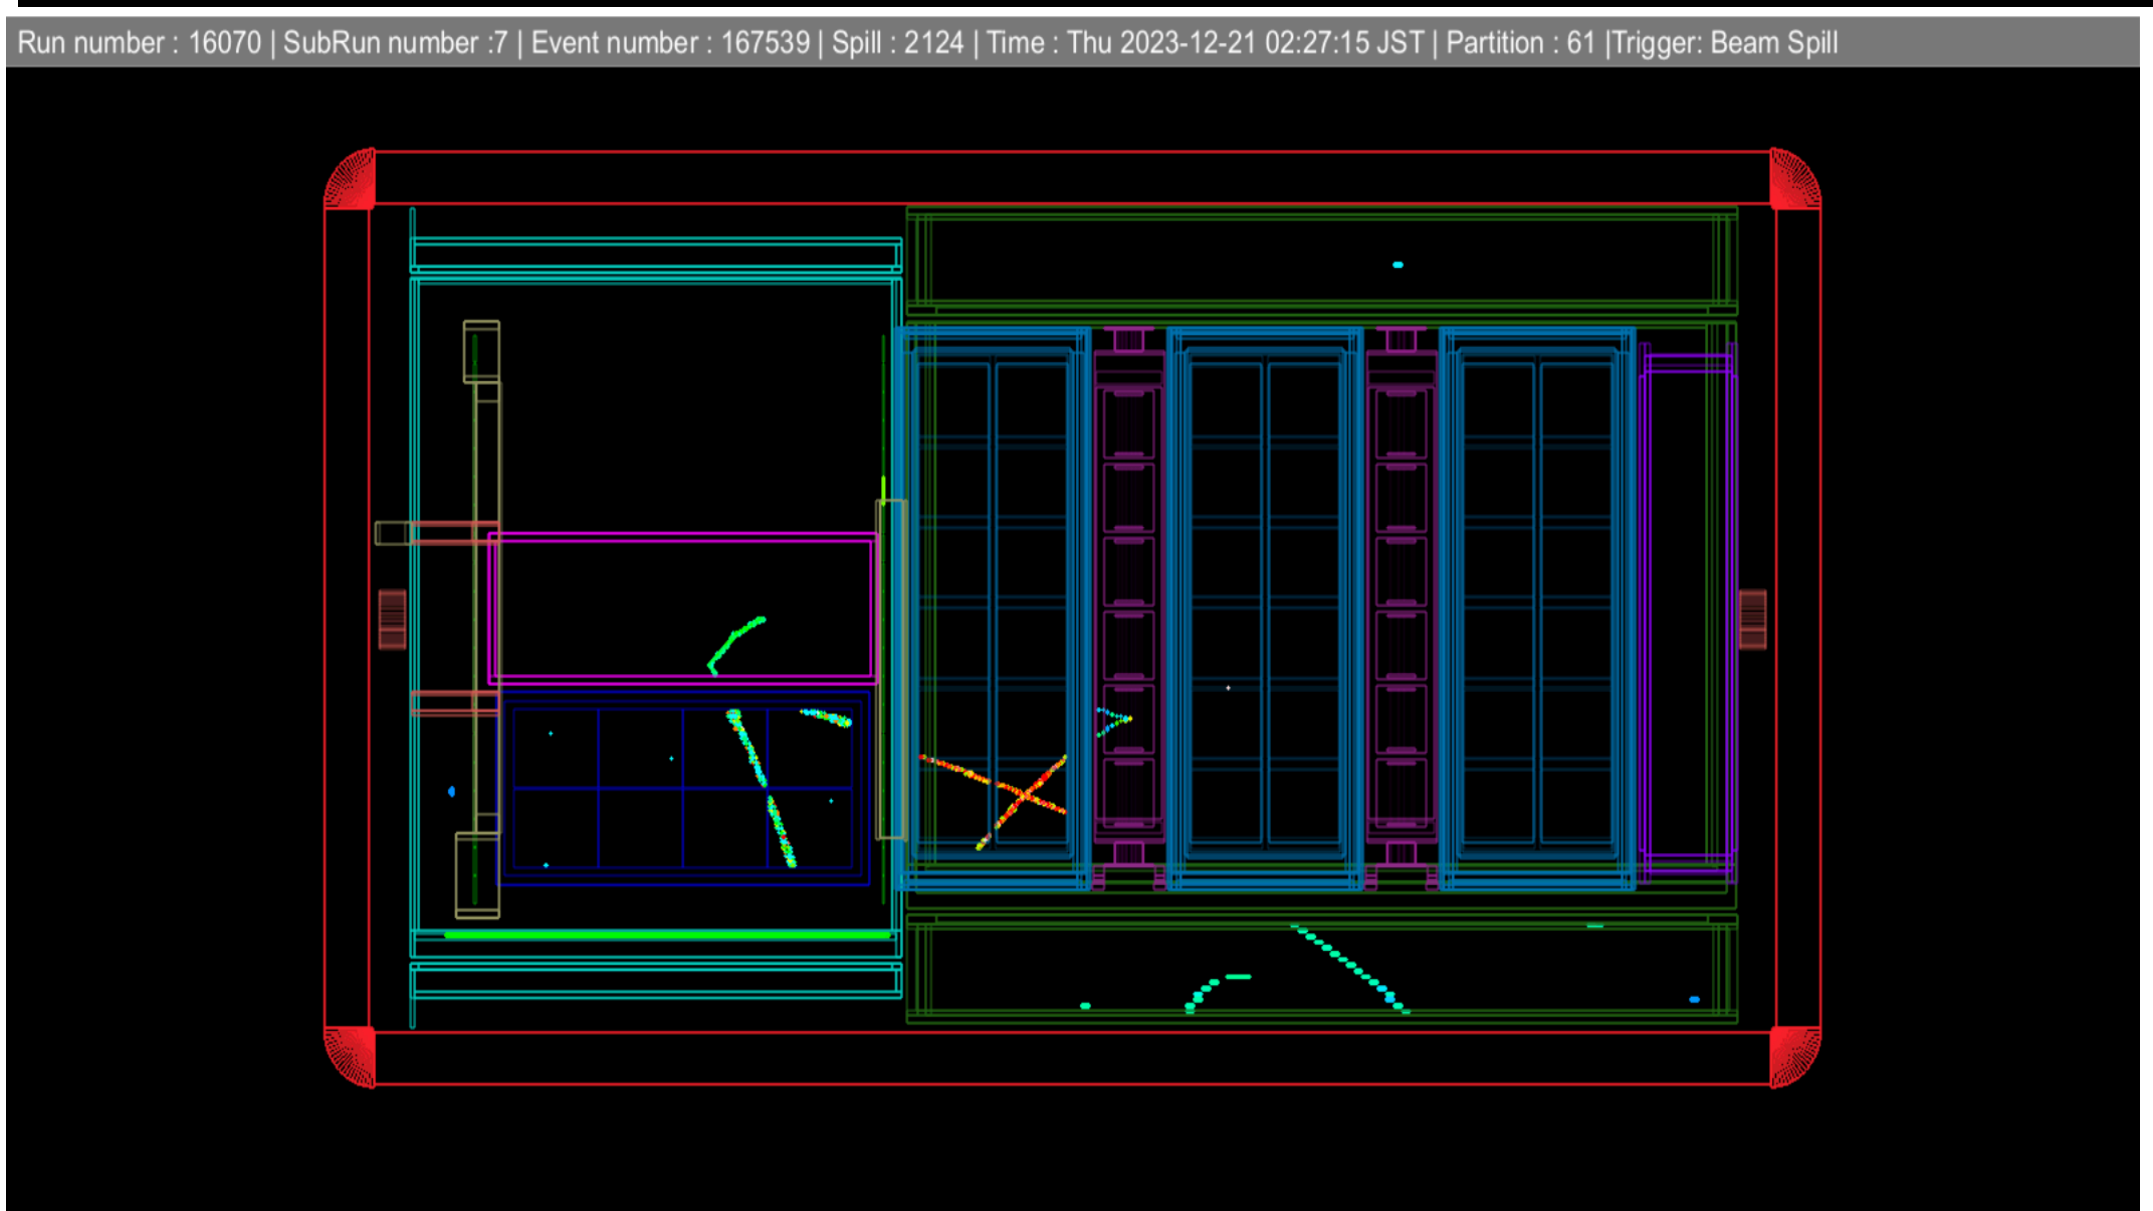 Run number : 16070 | SubRun number :7 | Event number : 167539 | Spill : 2124 | Time : Thu 2023-12-21 02:27:15 JST | Partition : 61 |Trigger: Beam Spill